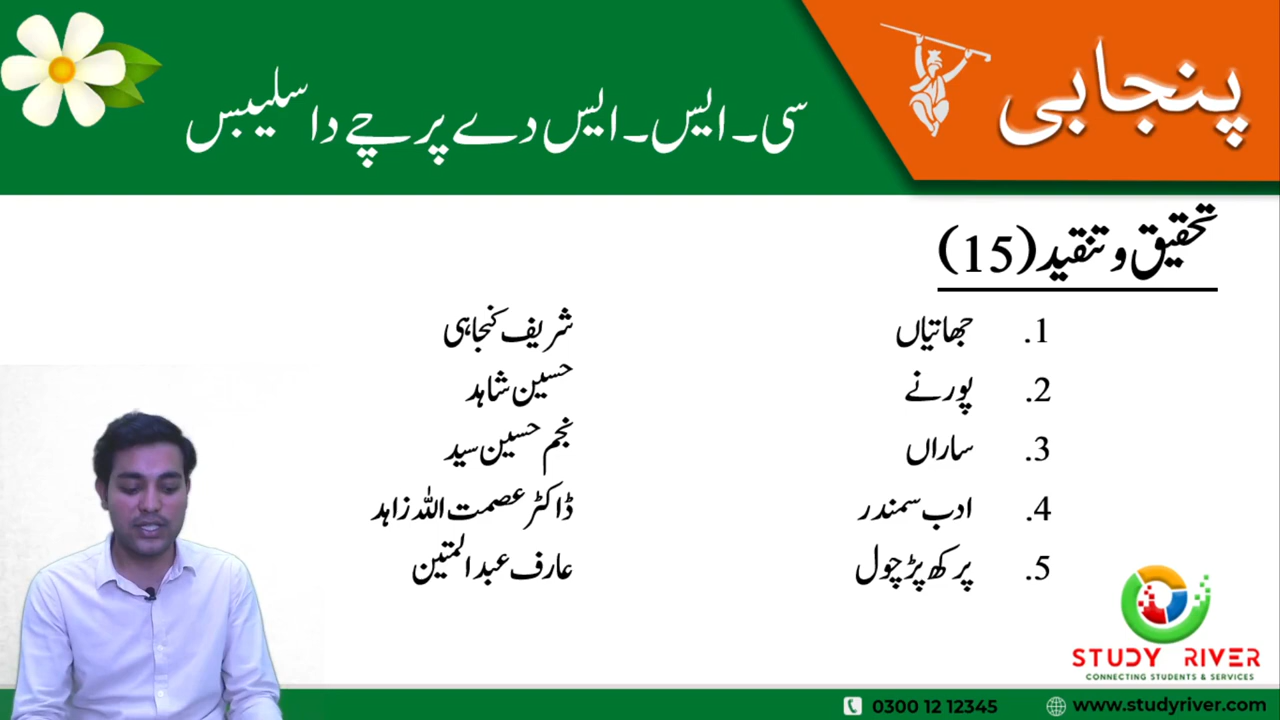 پنجابی
سی۔ایس۔ایس دے پرچے دا سلیبس
تحقیق و تنقید (15)
1. جھاتیاں شریف کنجاہی
2. پورنے حسین شاہد
3. ساراں نجم حسین سید
4. ادب سمندر ڈاکٹر عصمت اللہ زاہد
5. پرکھ پڑچول عارف عبدالمتین
STUDY RIVER
CONNECTING STUDENTS & SERVICES
0300 12 12345 www.studyriver.com